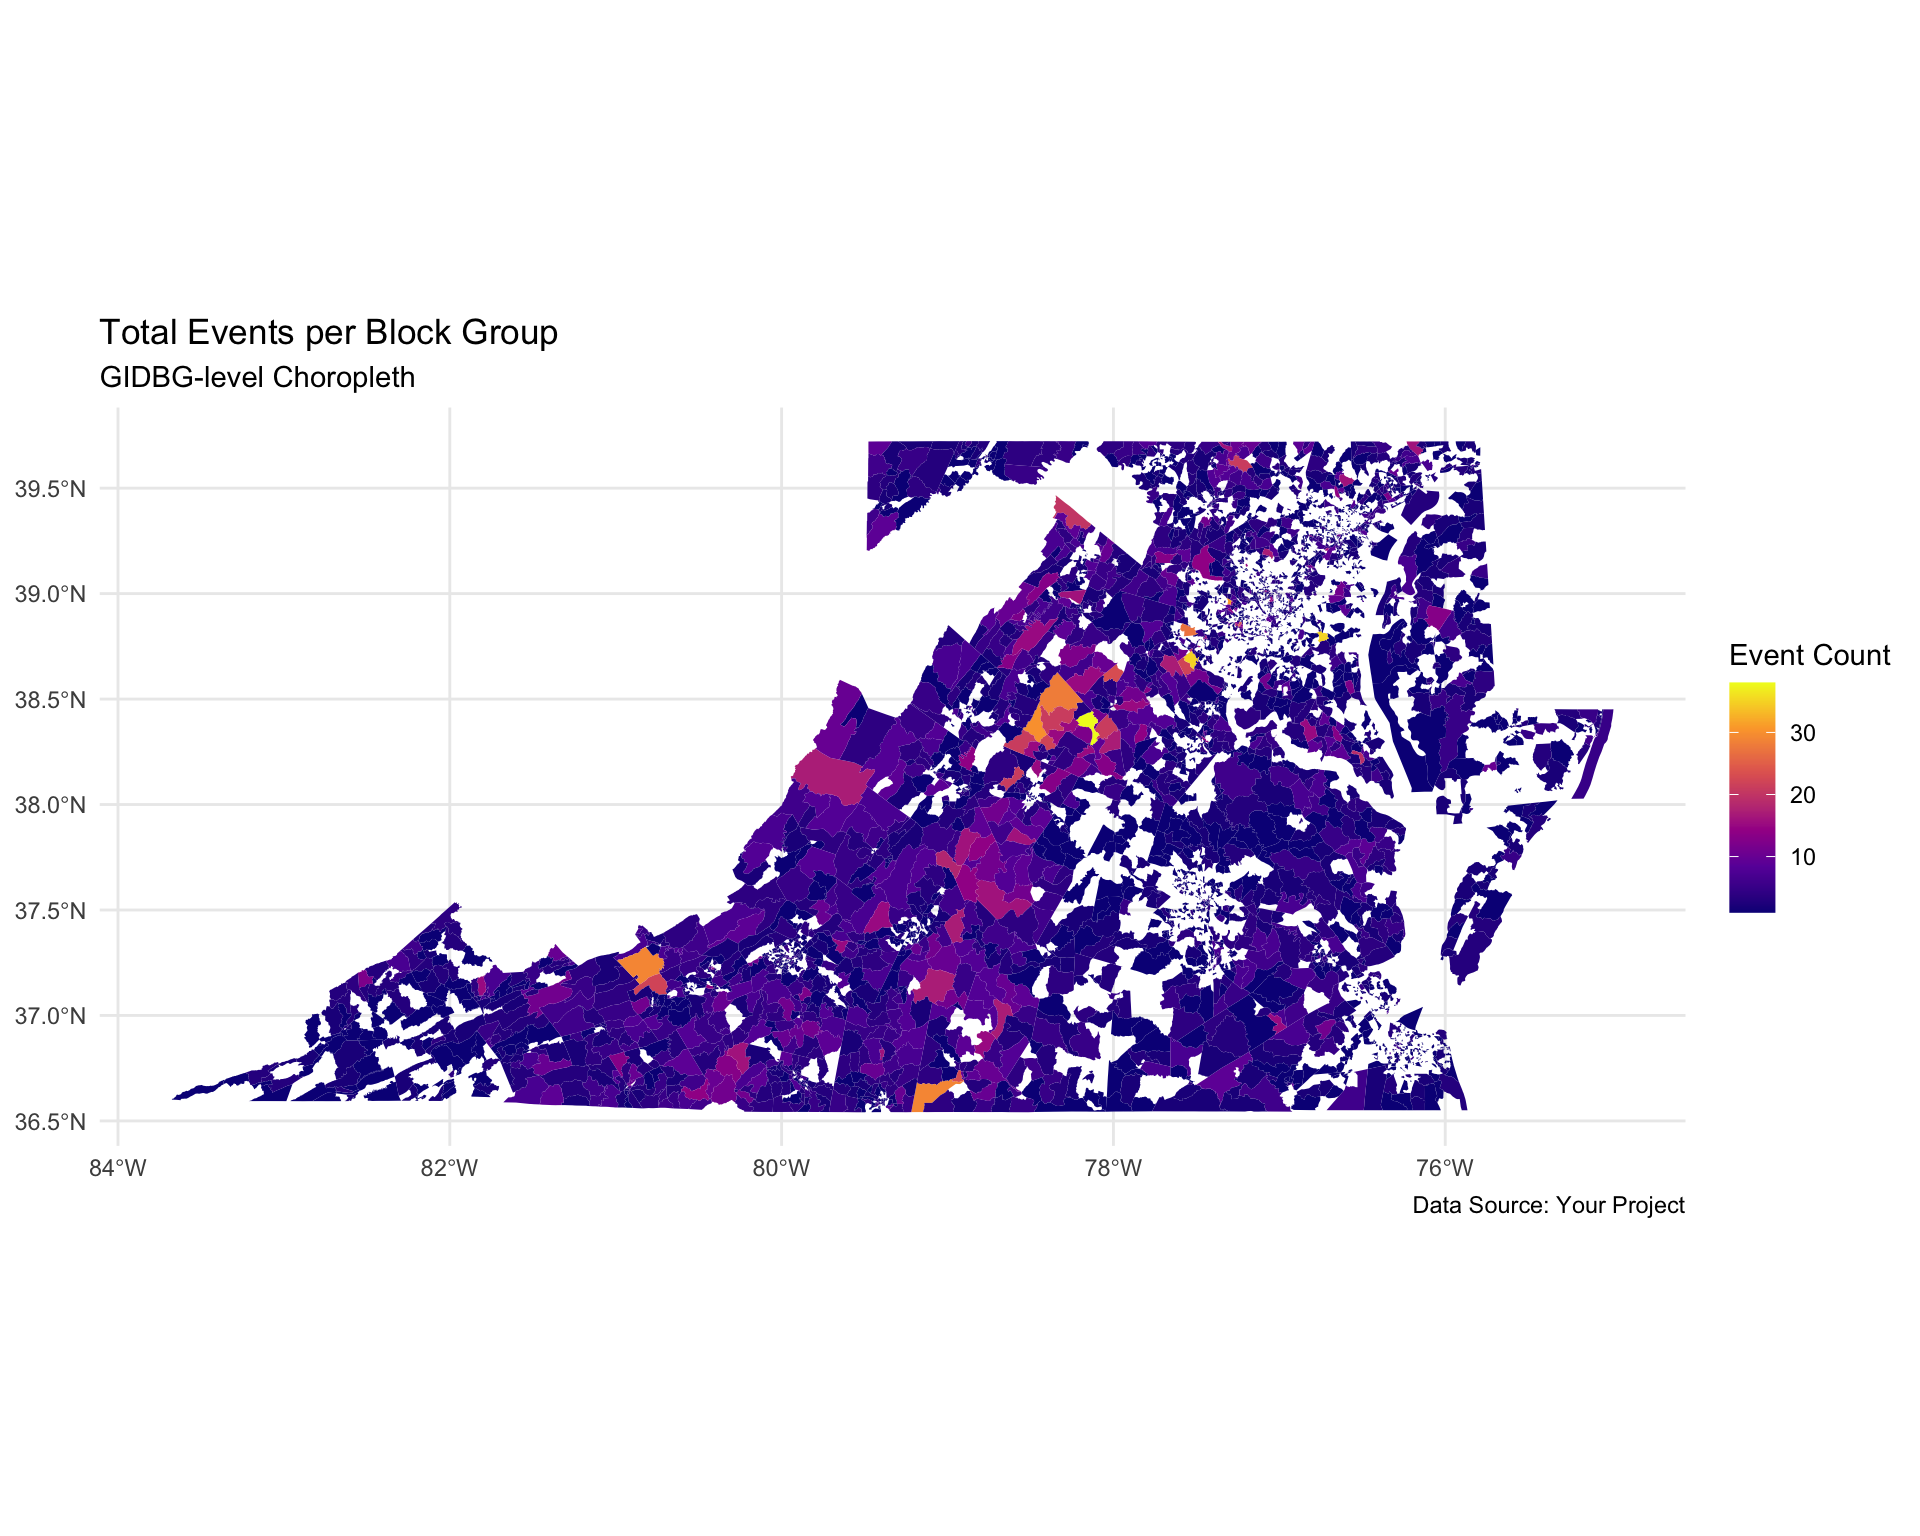 Total Events per Block Group
GIDBG-level Choropleth
39.5°N
39.0°N
38.5°N
38.0°N
37.5°N
37.0°N
36.5°N
84°W
82°W
80°W
78°W
76°W
Event Count
30
20
10
Data Source: Your Project